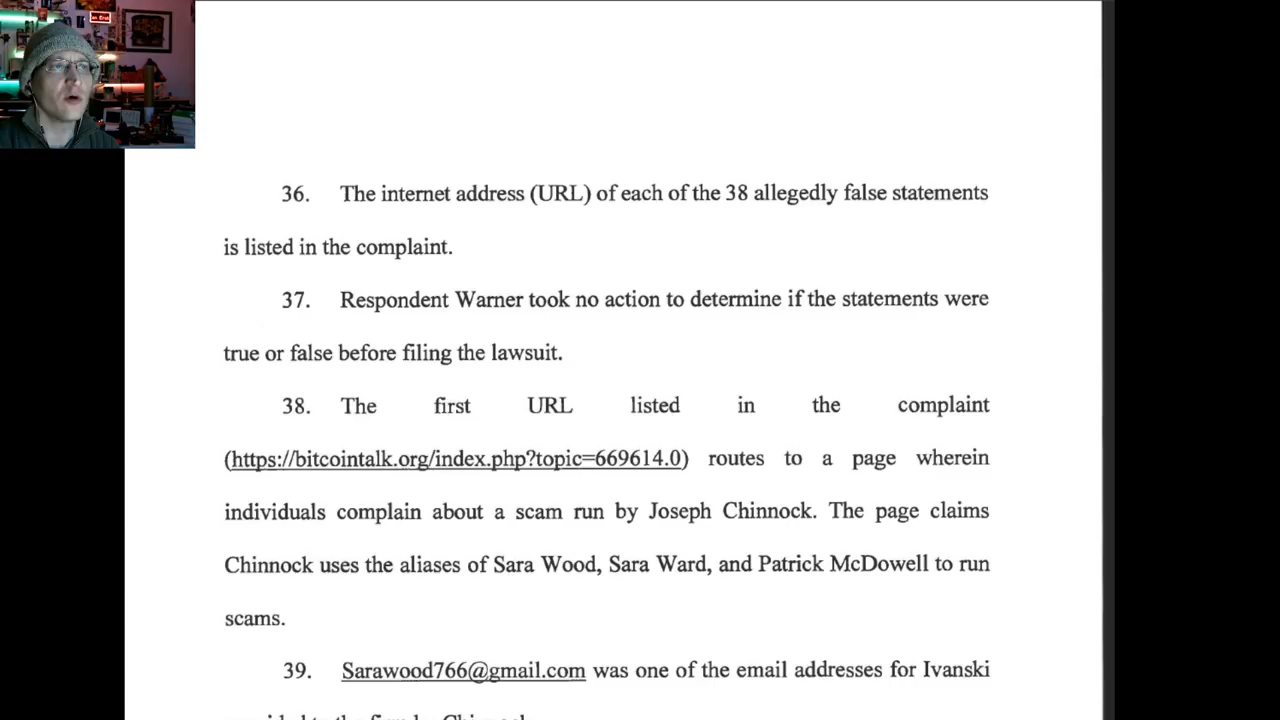 36. The internet address (URL) of each of the 38 allegedly false statements
is listed in the complaint.
37. Respondent Warner took no action to determine if the statements were
true or false before filing the lawsuit.
38. The first URL listed in the complaint
(https://bitcointalk.org/index.php?topic=669614.0) routes to a page wherein
individuals complain about a scam run by Joseph Chinnock. The page claims
Chinnock uses the aliases of Sara Wood, Sara Ward, and Patrick McDowell to run
scams.
39. Sarawood766@gmail.com was one of the email addresses for Ivanski